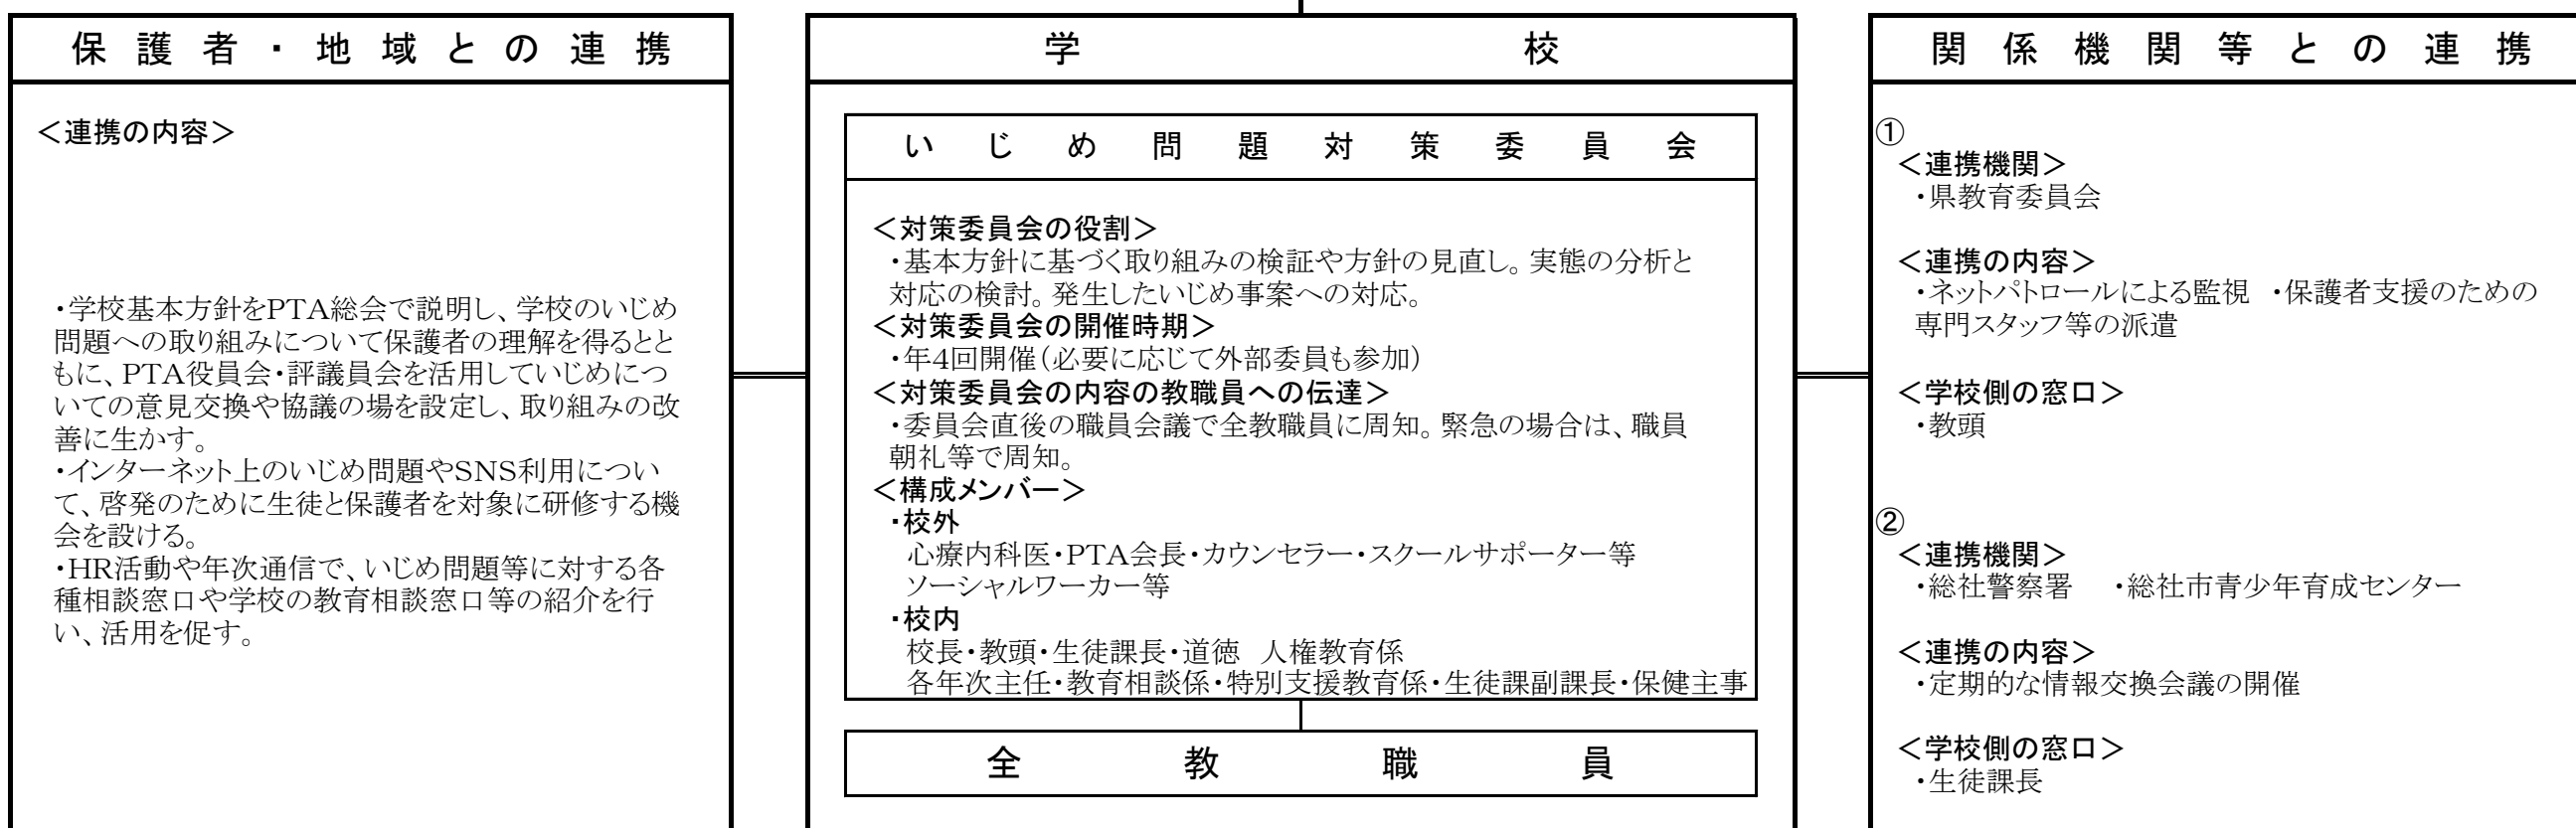 保護者・地域との連携
＜連携の内容＞
・学校基本方針をPTA総会で説明し、学校のいじめ
問題への取り組みについて保護者の理解を得るとと
もに、PTA役員会・評議員会を活用していじめにつ
いての意見交換や協議の場を設定し、取り組みの改
善に生かす。
・インターネット上のいじめ問題やSNS利用につい
て、啓発のために生徒と保護者を対象に研修する機
会を設ける。
・HR活動や年次通信で、いじめ問題等に対する各
種相談窓口や学校の教育相談窓口等の紹介を行
い、活用を促す。
学校
いじめ問題対策委員会
＜対策委員会の役割＞
・基本方針に基づく取り組みの検証や方針の見直し。実態の分析と
対応の検討。発生したいじめ事案への対応。
＜対策委員会の開催時期＞
・年4回開催（必要に応じて外部委員も参加）
＜対策委員会の内容の教職員への伝達＞
・委員会直後の職員会議で全教職員に周知。緊急の場合は、職員
朝礼等で周知。
＜構成メンバー＞
・校外
心療内科医・PTA会長・カウンセラー・スクールサポーター等
ソーシャルワーカー等
・校内
校長・教頭・生徒課長・道徳　人権教育係
各年次主任・教育相談係・特別支援教育係・生徒課副課長・保健主事
全教職員
関係機関等との連携
①
＜連携機関＞
・県教育委員会
＜連携の内容＞
・ネットパトロールによる監視　・保護者支援のための
専門スタッフ等の派遣
＜学校側の窓口＞
・教頭
②
＜連携機関＞
・総社警察署　・総社市青少年育成センター
＜連携の内容＞
・定期的な情報交換会議の開催
＜学校側の窓口＞
・生徒課長